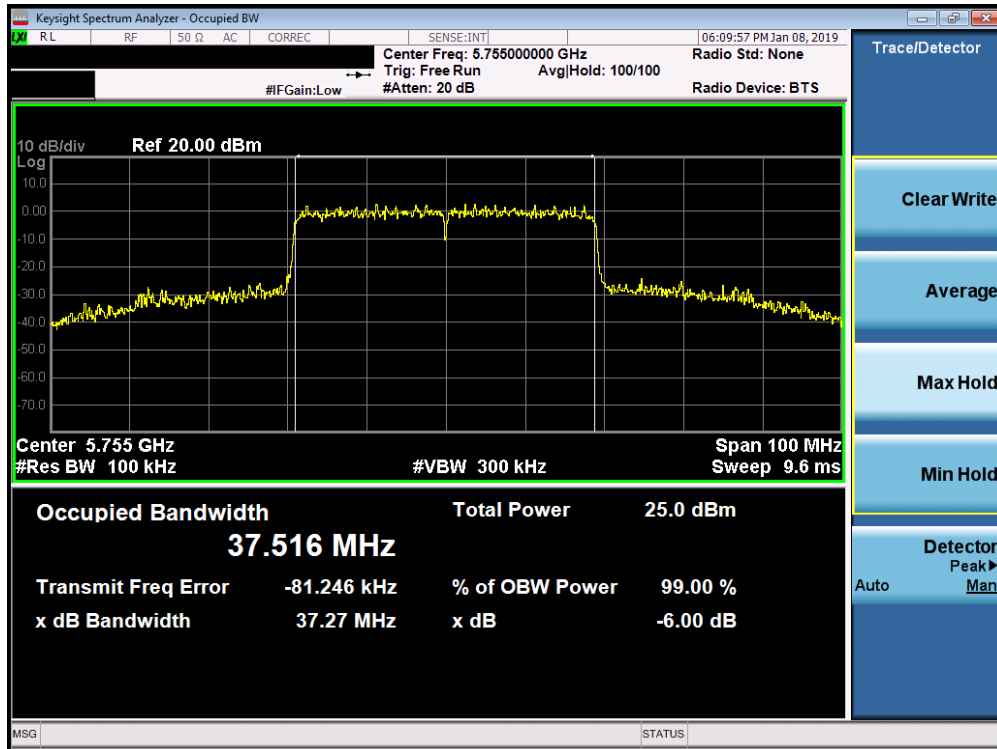 Keysight Spectrum Analyzer - Occupied BW
LXI RL RF 50 Ω AC CORREC SENSE:INT 06:09:57 PM Jan 08, 2019
Center Freq: 5.755000000 GHz Radio Std: None
Trig: Free Run Avg|Hold: 100/100
#IFGain:Low #Atten: 20 dB Radio Device: BTS
10 dB/div Ref 20.00 dBm
Log
10.0
0.00
-10.0
-20.0
-30.0
-40.0
-50.0
-60.0
-70.0
Center 5.755 GHz Span 100 MHz
#Res BW 100 kHz #VBW 300 kHz Sweep 9.6 ms
Occupied Bandwidth Total Power 25.0 dBm
37.516 MHz
Transmit Freq Error -81.246 kHz % of OBW Power 99.00 %
x dB Bandwidth 37.27 MHz x dB -6.00 dB
Trace/Detector
Clear Write
Average
Max Hold
Min Hold
Detector
Peak▶
Auto Man
MSG STATUS